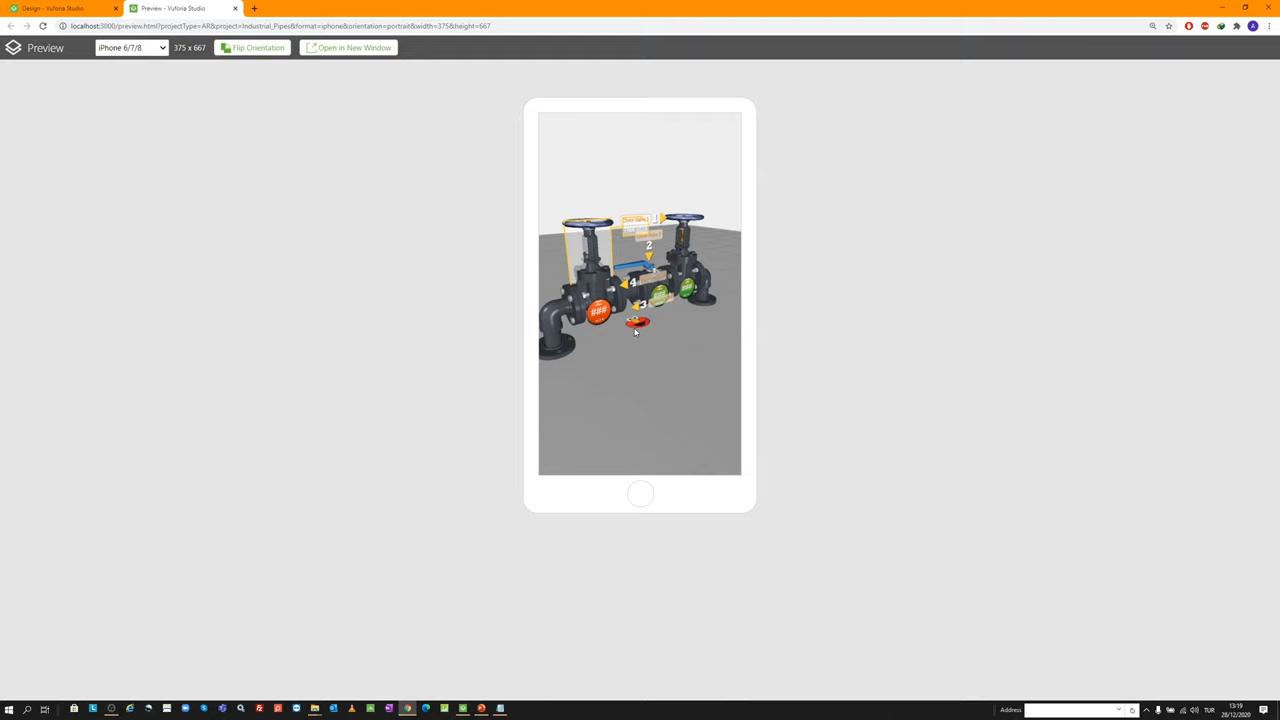 Design - Vuforia Studio
Preview - Vuforia Studio
localhost:3000/preview.html?projectType=AR&project=Industrial_Pipes&format=iphone&orientation=portrait&width=375&height=667
Preview
iPhone 6/7/8
375 x 667
Flip Orientation
Open in New Window
1
2
4
3
###
###
###
Address
TUR
13:19
28/12/2020